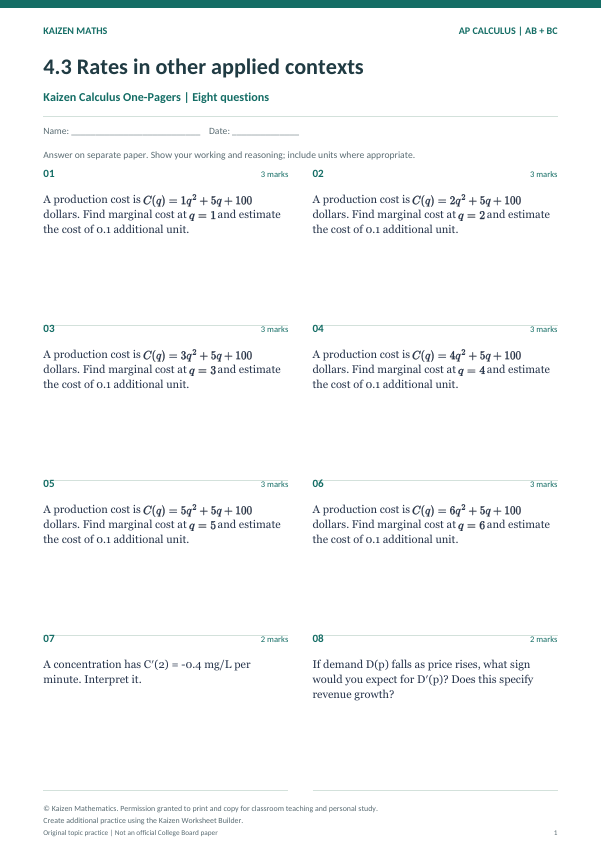 KAIZEN MATHS
AP CALCULUS | AB + BC
4.3 Rates in other applied contexts
Kaizen Calculus One-Pagers | Eight questions
Name: ____________________________ Date: ______________
Answer on separate paper. Show your working and reasoning; include units where appropriate.
01
3 marks
A production cost is C(q) = 1q² + 5q + 100
dollars. Find marginal cost at q = 1 and estimate
the cost of 0.1 additional unit.
02
3 marks
A production cost is C(q) = 2q² + 5q + 100
dollars. Find marginal cost at q = 2 and estimate
the cost of 0.1 additional unit.
03
3 marks
A production cost is C(q) = 3q² + 5q + 100
dollars. Find marginal cost at q = 3 and estimate
the cost of 0.1 additional unit.
04
3 marks
A production cost is C(q) = 4q² + 5q + 100
dollars. Find marginal cost at q = 4 and estimate
the cost of 0.1 additional unit.
05
3 marks
A production cost is C(q) = 5q² + 5q + 100
dollars. Find marginal cost at q = 5 and estimate
the cost of 0.1 additional unit.
06
3 marks
A production cost is C(q) = 6q² + 5q + 100
dollars. Find marginal cost at q = 6 and estimate
the cost of 0.1 additional unit.
07
2 marks
A concentration has C′(2) = -0.4 mg/L per
minute. Interpret it.
08
2 marks
If demand D(p) falls as price rises, what sign
would you expect for D′(p)? Does this specify
revenue growth?
© Kaizen Mathematics. Permission granted to print and copy for classroom teaching and personal study.
Create additional practice using the Kaizen Worksheet Builder.
Original topic practice | Not an official College Board paper
1